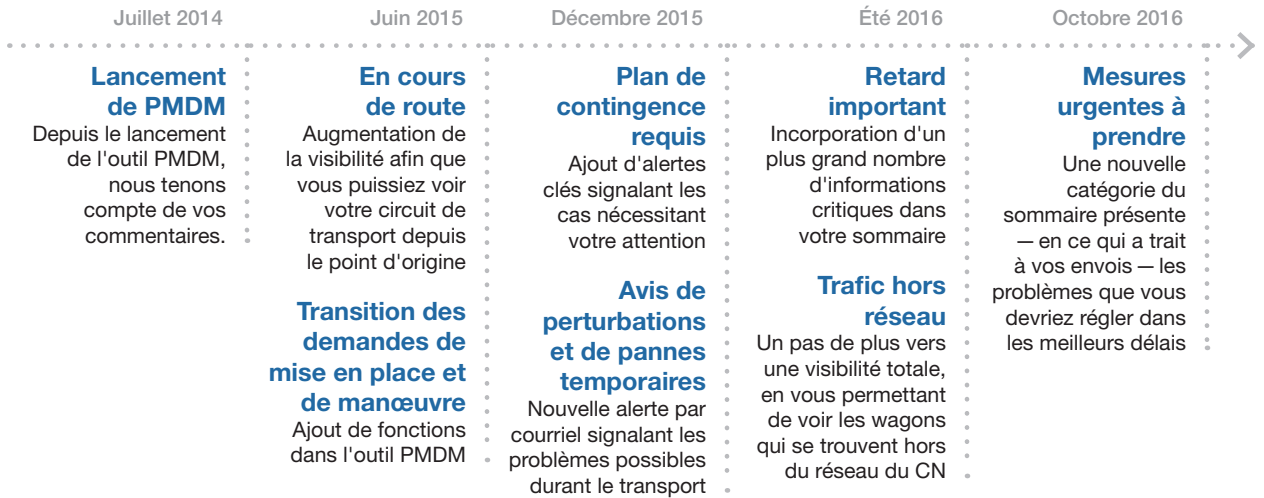 Juillet 2014
Lancement
de PMDM
Depuis le lancement
de l'outil PMDM,
nous tenons
compte de vos
commentaires.
Juin 2015
En cours
de route
Augmentation de
la visibilité afin que
vous puissiez voir
votre circuit de
transport depuis
le point d'origine
Transition des
demandes de
mise en place et
de manœuvre
Ajout de fonctions
dans l'outil PMDM
Décembre 2015
Plan de
contingence
requis
Ajout d'alertes
clés signalant les
cas nécessitant
votre attention
Avis de
perturbations
et de pannes
temporaires
Nouvelle alerte par
courriel signalant les
problèmes possibles
durant le transport
Été 2016
Retard
important
Incorporation d'un
plus grand nombre
d'informations
critiques dans
votre sommaire
Trafic hors
réseau
Un pas de plus vers
une visibilité totale,
en vous permettant
de voir les wagons
qui se trouvent hors
du réseau du CN
Octobre 2016
Mesures
urgentes à
prendre
Une nouvelle
catégorie du
sommaire présente
— en ce qui a trait
à vos envois — les
problèmes que vous
devriez régler dans
les meilleurs délais